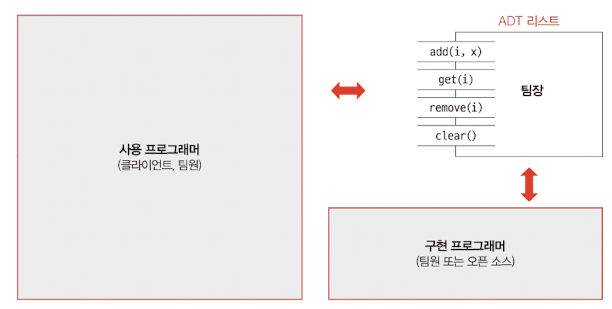 ADT 리스트
add(i, x)
get(i)
remove(i)
clear()
팀장
사용 프로그래머
(클라이언트, 팀원)
구현 프로그래머
(팀원 또는 오픈 소스)